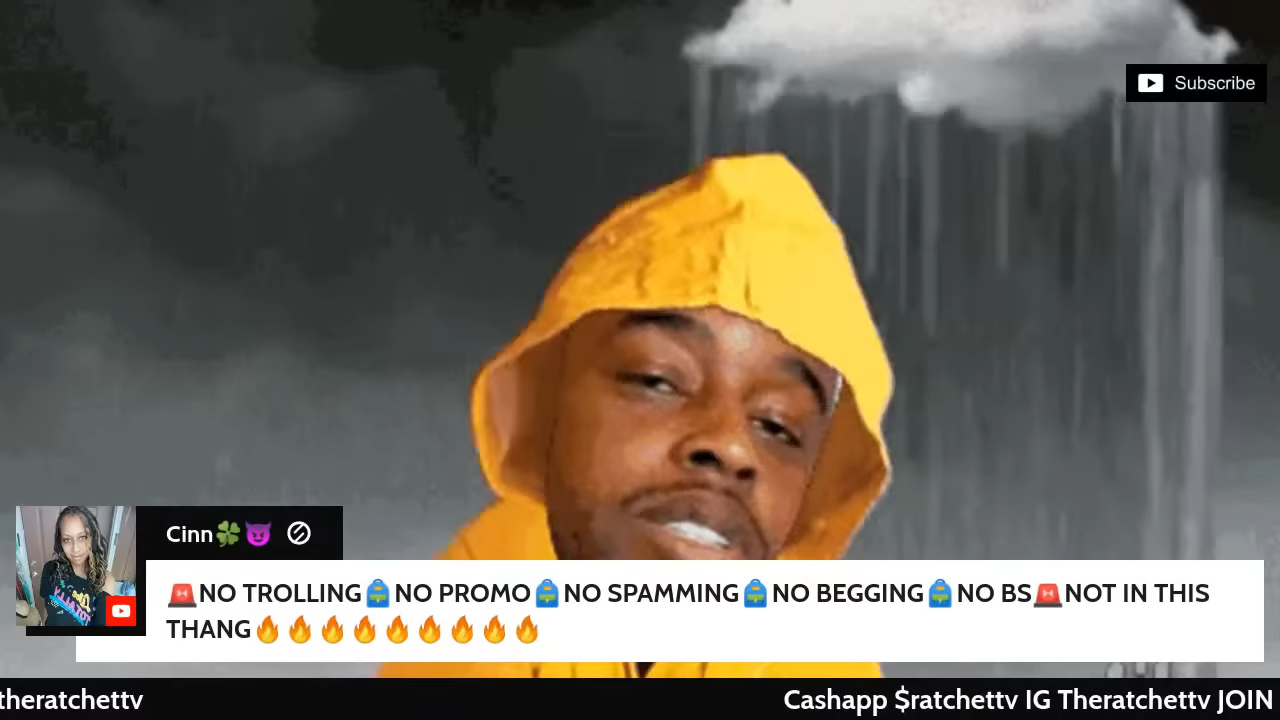 Subscribe
Cinn🍀😈
🚨NO TROLLING🎒NO PROMO🎒NO SPAMMING🎒NO BEGGING🎒NO BS🚨NOT IN THIS
THANG🔥🔥🔥🔥🔥🔥🔥🔥🔥
theratchettv Cashapp $ratchettv IG Theratchettv JOIN